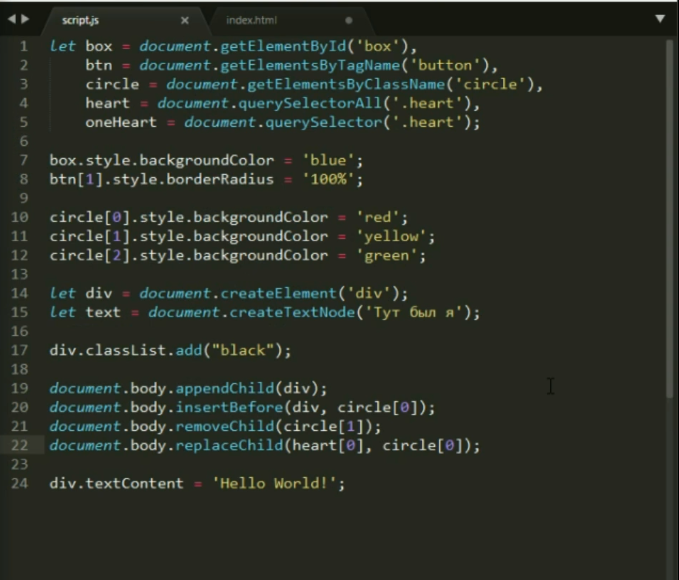 script.js × index.html
1 let box = document.getElementById('box'),
2 btn = document.getElementsByTagName('button'),
3 circle = document.getElementsByClassName('circle'),
4 heart = document.querySelectorAll('.heart'),
5 oneHeart = document.querySelector('.heart');
6
7 box.style.backgroundColor = 'blue';
8 btn[1].style.borderRadius = '100%';
9
10 circle[0].style.backgroundColor = 'red';
11 circle[1].style.backgroundColor = 'yellow';
12 circle[2].style.backgroundColor = 'green';
13
14 let div = document.createElement('div');
15 let text = document.createTextNode('Тут был я');
16
17 div.classList.add("black");
18
19 document.body.appendChild(div);
20 document.body.insertBefore(div, circle[0]);
21 document.body.removeChild(circle[1]);
22 document.body.replaceChild(heart[0], circle[0]);
23
24 div.textContent = 'Hello World!';